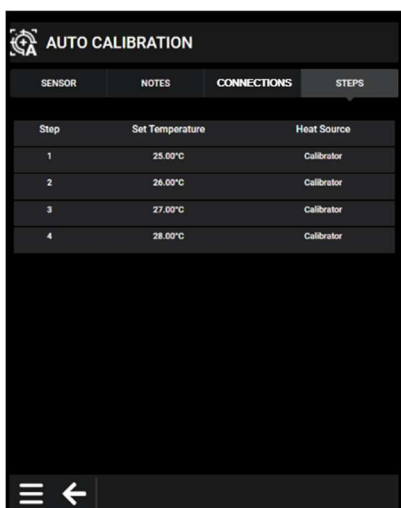 AUTO CALIBRATION
SENSOR NOTES CONNECTIONS STEPS
Step Set Temperature Heat Source
1 25.00°C Calibrator
2 26.00°C Calibrator
3 27.00°C Calibrator
4 28.00°C Calibrator